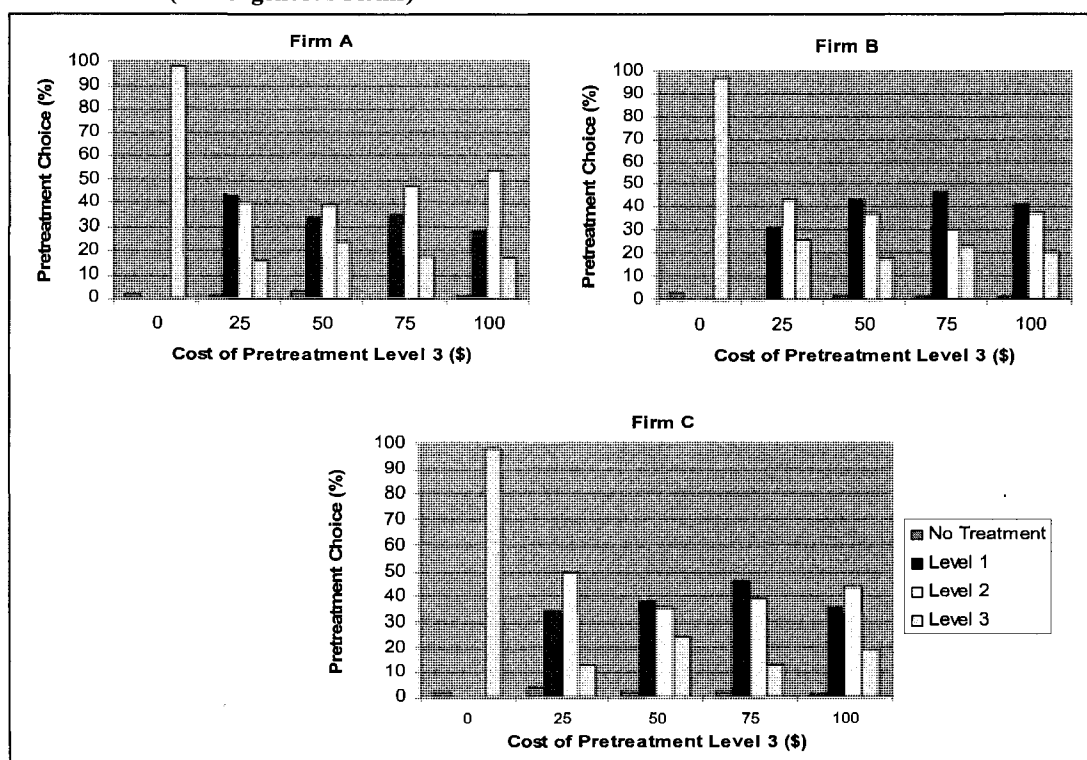 Firm A
100
90
80
70
60
50
40
30
20
10
0
Pretreatment Choice (%)
0 25 50 75 100
Cost of Pretreatment Level 3 ($)
Firm B
100
90
80
70
60
50
40
30
20
10
0
Pretreatment Choice (%)
0 25 50 75 100
Cost of Pretreatment Level 3 ($)
Firm C
100
90
80
70
60
50
40
30
20
10
0
Pretreatment Choice (%)
0 25 50 75 100
Cost of Pretreatment Level 3 ($)
No Treatment
Level 1
Level 2
Level 3